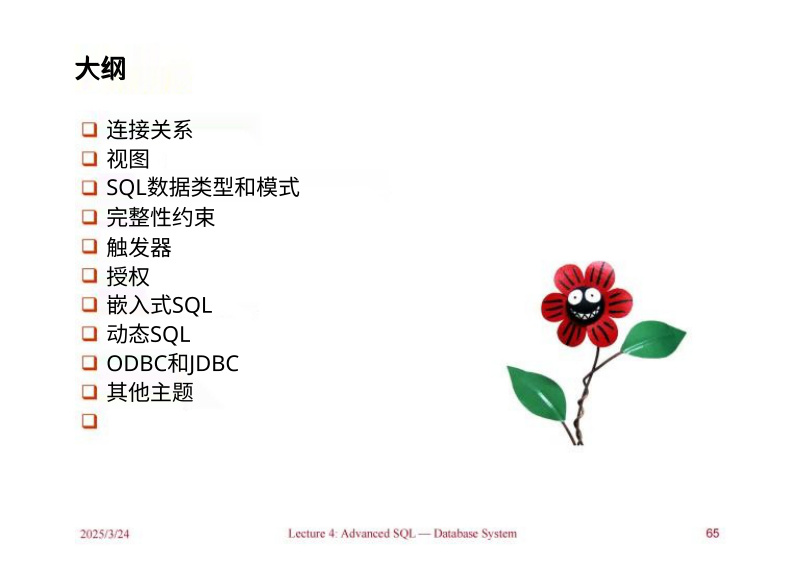 大纲
连接关系
视图
SQL数据类型和模式
完整性约束
触发器
授权
嵌入式SQL
动态SQL
ODBC和JDBC
其他主题
2025/3/24
Lecture 4: Advanced SQL — Database System
65